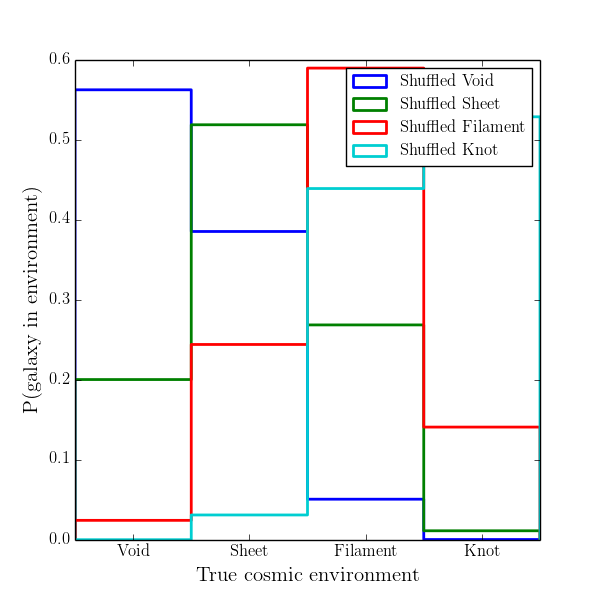 0.6
0.5
0.4
0.3
0.2
0.1
0.0
P(galaxy in environment)
Shuffled Void
Shuffled Sheet
Shuffled Filament
Shuffled Knot
Void Sheet Filament Knot
True cosmic environment